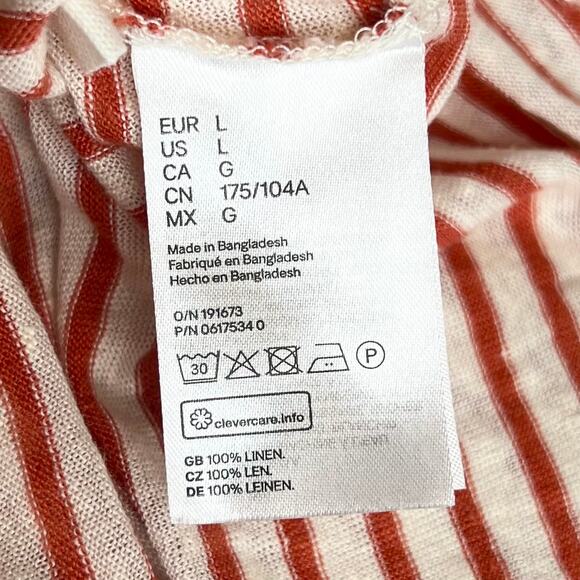 EUR L
US L
CA G
CN 175/104A
MX G
Made in Bangladesh
Fabriqué en Bangladesh
Hecho en Bangladesh
O/N 191673
P/N 0617534 0
30 P
clevercare.info
GB 100% LINEN.
CZ 100% LEN.
DE 100% LEINEN.